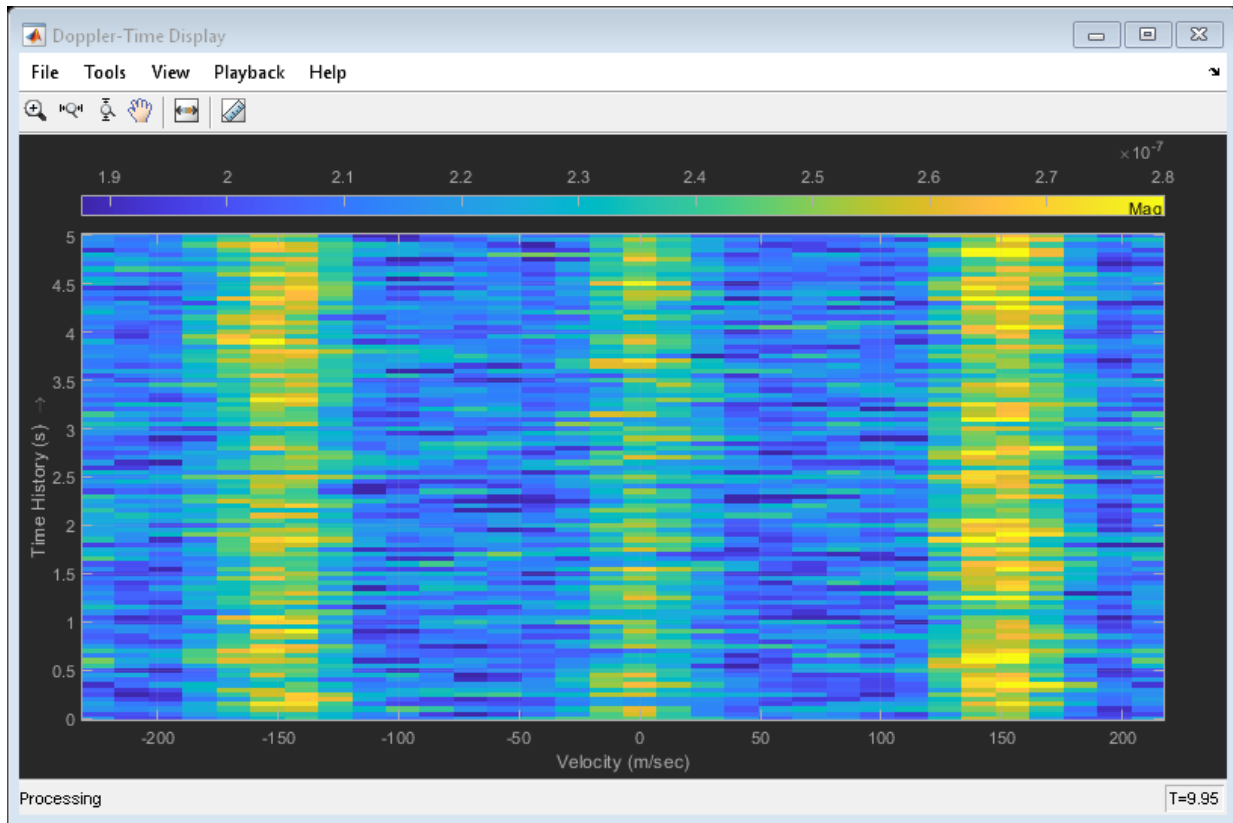 Doppler-Time Display
File Tools View Playback Help
×10-7
1.9 2 2.1 2.2 2.3 2.4 2.5 2.6 2.7 2.8
Mag
5
4.5
4
3.5
3
2.5
2
1.5
1
0.5
0
Time History (s) →
-200 -150 -100 -50 0 50 100 150 200
Velocity (m/sec)
Processing T=9.95